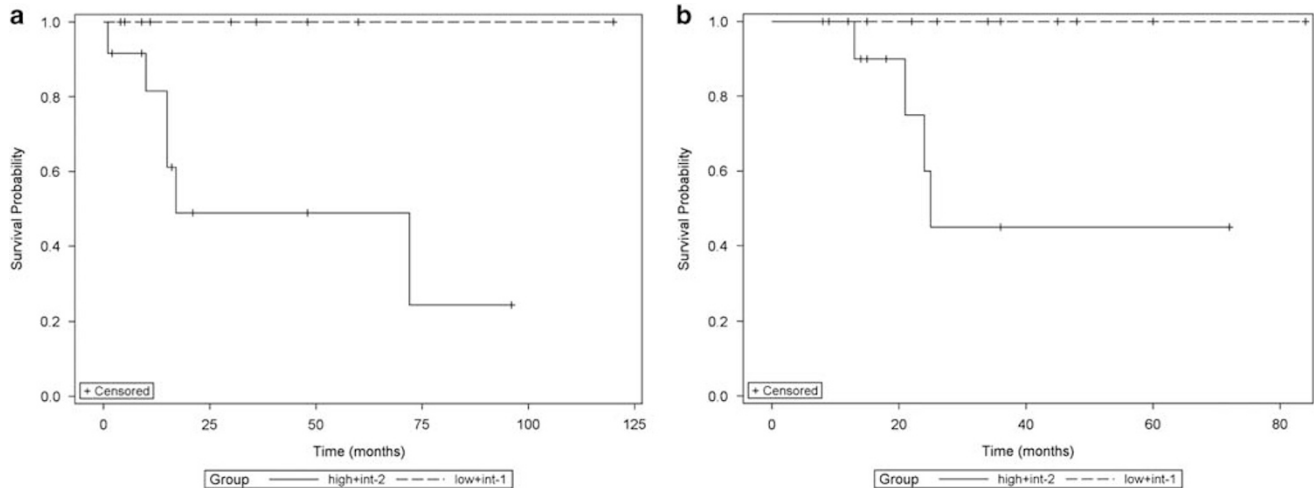 a
1.0
0.8
0.6
0.4
0.2
0.0
Survival Probability
+ Censored
0 25 50 75 100 125
Time (months)
Group high+int-2 low+int-1
b
1.0
0.8
0.6
0.4
0.2
0.0
Survival Probability
+ Censored
0 20 40 60 80
Time (months)
Group high+int-2 low+int-1